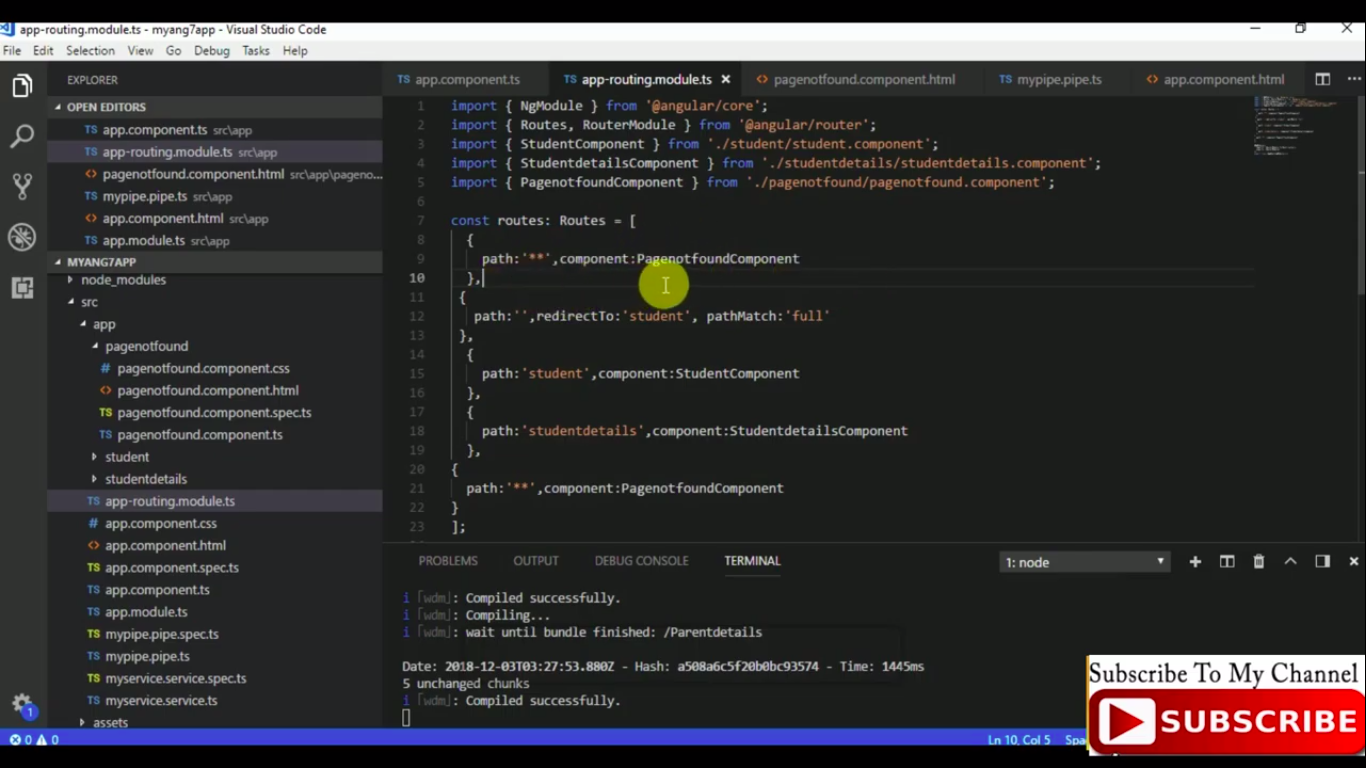 app-routing.module.ts - myang7app - Visual Studio Code
File Edit Selection View Go Debug Tasks Help
EXPLORER
OPEN EDITORS
TS app.component.ts src\app
TS app-routing.module.ts src\app
<> pagenotfound.component.html src\app\pageno...
TS mypipe.pipe.ts src\app
<> app.component.html src\app
TS app.module.ts src\app
MYANG7APP
node_modules
src
app
pagenotfound
# pagenotfound.component.css
<> pagenotfound.component.html
TS pagenotfound.component.spec.ts
TS pagenotfound.component.ts
student
studentdetails
TS app-routing.module.ts
# app.component.css
<> app.component.html
TS app.component.spec.ts
TS app.component.ts
TS app.module.ts
TS mypipe.pipe.spec.ts
TS mypipe.pipe.ts
TS myservice.service.spec.ts
TS myservice.service.ts
assets
TS app.component.ts TS app-routing.module.ts × <> pagenotfound.component.html TS mypipe.pipe.ts <> app.component.html ...
1 import { NgModule } from '@angular/core';
2 import { Routes, RouterModule } from '@angular/router';
3 import { StudentComponent } from './student/student.component';
4 import { StudentdetailsComponent } from './studentdetails/studentdetails.component';
5 import { PagenotfoundComponent } from './pagenotfound/pagenotfound.component';
6
7 const routes: Routes = [
8 {
9 path:'**',component:PagenotfoundComponent
10 },
11 {
12 path:'',redirectTo:'student', pathMatch:'full'
13 },
14 {
15 path:'student',component:StudentComponent
16 },
17 {
18 path:'studentdetails',component:StudentdetailsComponent
19 },
20 {
21 path:'**',component:PagenotfoundComponent
22 }
23 ];
PROBLEMS OUTPUT DEBUG CONSOLE TERMINAL 1: node
i ｢wdm｣: Compiled successfully.
i ｢wdm｣: Compiling...
i ｢wdm｣: wait until bundle finished: /Parentdetails
Date: 2018-12-03T03:27:53.880Z - Hash: a508a6c5f20b0bc93574 - Time: 1445ms
5 unchanged chunks
i ｢wdm｣: Compiled successfully.
1
0 0 Ln 10, Col 5 Spa
Subscribe To My Channel
SUBSCRIBE